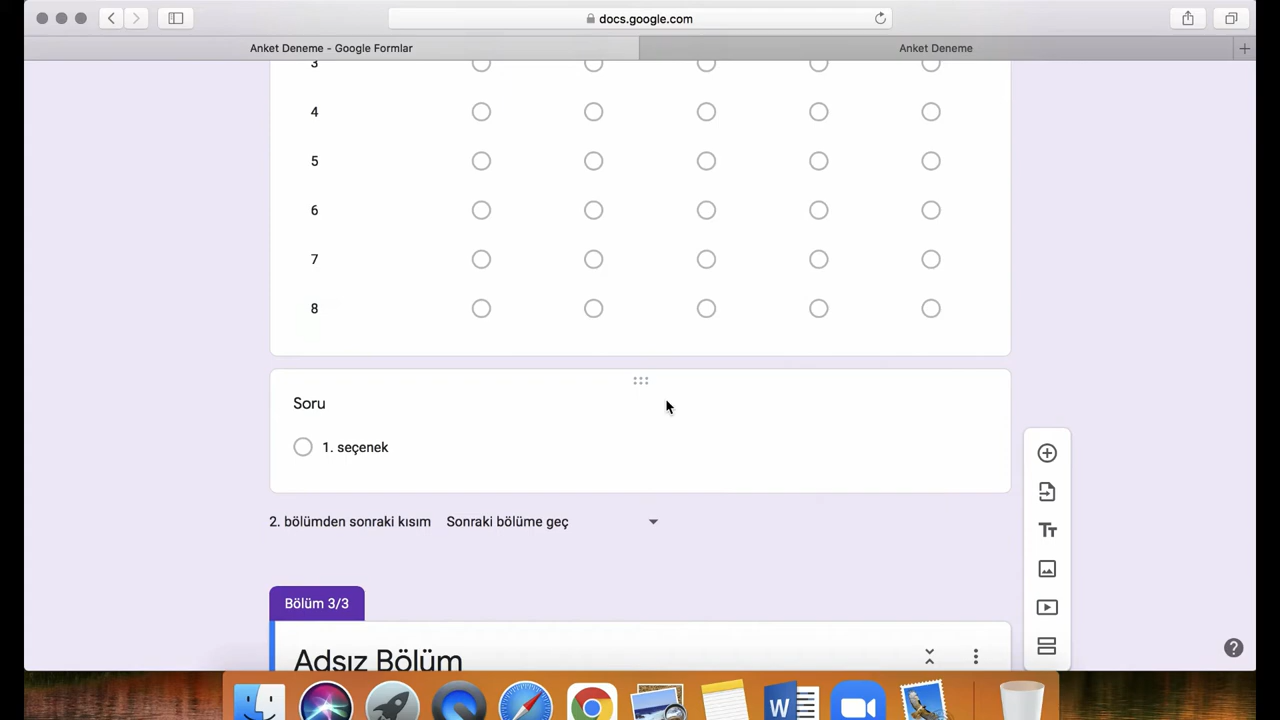 docs.google.com
Anket Deneme - Google Formlar
Anket Deneme
3
4
5
6
7
8
Soru
1. seçenek
2. bölümden sonraki kısım Sonraki bölüme geç
Bölüm 3/3
Adsız Bölüm